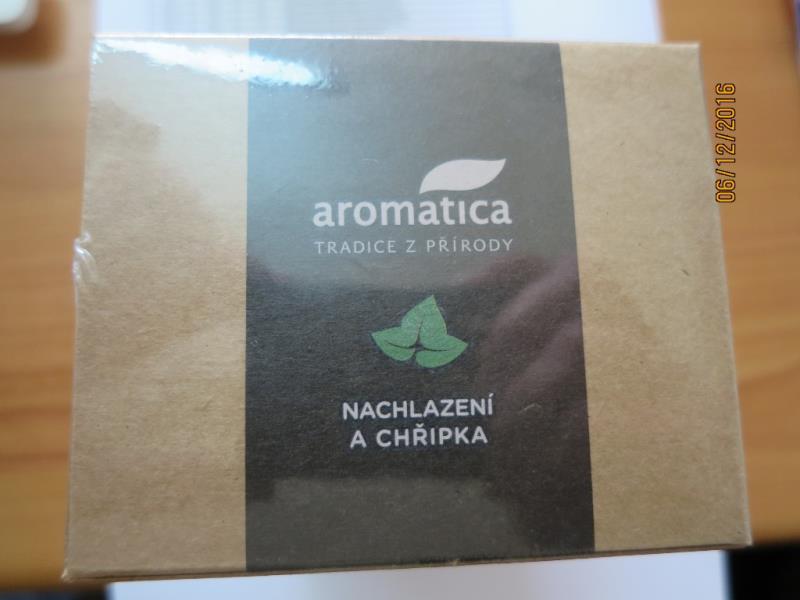 aromatica
TRADICE Z PŘÍRODY
NACHLAZENÍ
A CHŘIPKA
06/12/2016